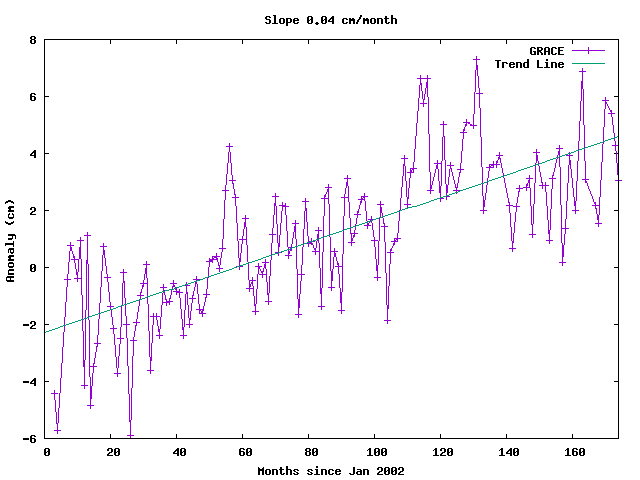 Slope 0.04 cm/month
GRACE
Trend Line
8
6
4
2
0
-2
-4
-6
Anomaly (cm)
0 20 40 60 80 100 120 140 160
Months since Jan 2002